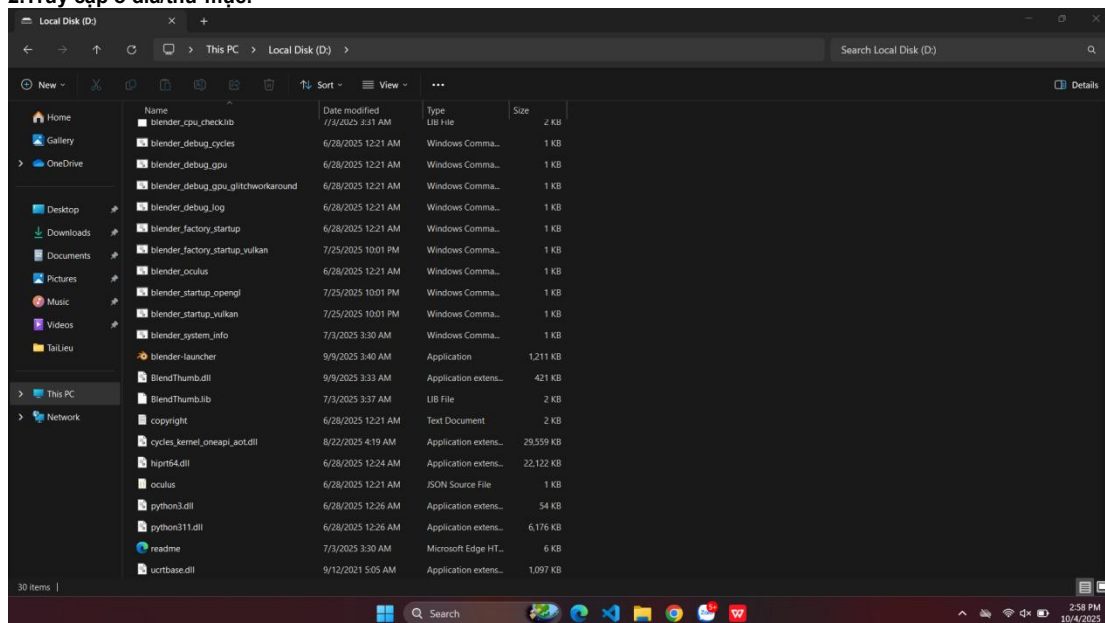 2.Truy cập ổ đĩa/thư mục:
Local Disk (D:)
This PC > Local Disk (D:) >
Search Local Disk (D:)
New
Sort
View
Details
Name Date modified Type Size
Home
Gallery
OneDrive
Desktop
Downloads
Documents
Pictures
Music
Videos
TaiLieu
This PC
Network
blender_cpu_check.lib 7/3/2025 3:31 AM LIB File 2 KB
blender_debug_cycles 6/28/2025 12:21 AM Windows Comma... 1 KB
blender_debug_gpu 6/28/2025 12:21 AM Windows Comma... 1 KB
blender_debug_gpu_glitchworkaround 6/28/2025 12:21 AM Windows Comma... 1 KB
blender_debug_log 6/28/2025 12:21 AM Windows Comma... 1 KB
blender_factory_startup 6/28/2025 12:21 AM Windows Comma... 1 KB
blender_factory_startup_vulkan 7/25/2025 10:01 PM Windows Comma... 1 KB
blender_oculus 6/28/2025 12:21 AM Windows Comma... 1 KB
blender_startup_opengl 7/25/2025 10:01 PM Windows Comma... 1 KB
blender_startup_vulkan 7/25/2025 10:01 PM Windows Comma... 1 KB
blender_system_info 7/3/2025 3:30 AM Windows Comma... 1 KB
blender-launcher 9/9/2025 3:40 AM Application 1,211 KB
BlendThumb.dll 9/9/2025 3:33 AM Application extens... 421 KB
BlendThumb.lib 7/3/2025 3:37 AM LIB File 2 KB
copyright 6/28/2025 12:21 AM Text Document 2 KB
cycles_kernel_oneapi_aot.dll 8/22/2025 4:19 AM Application extens... 29,559 KB
hiprt64.dll 6/28/2025 12:24 AM Application extens... 22,122 KB
oculus 6/28/2025 12:21 AM JSON Source File 1 KB
python3.dll 6/28/2025 12:26 AM Application extens... 54 KB
python311.dll 6/28/2025 12:26 AM Application extens... 6,176 KB
readme 7/3/2025 3:30 AM Microsoft Edge HT... 6 KB
ucrtbase.dll 9/12/2021 5:05 AM Application extens... 1,097 KB
30 items
Search
2:58 PM
10/4/2025